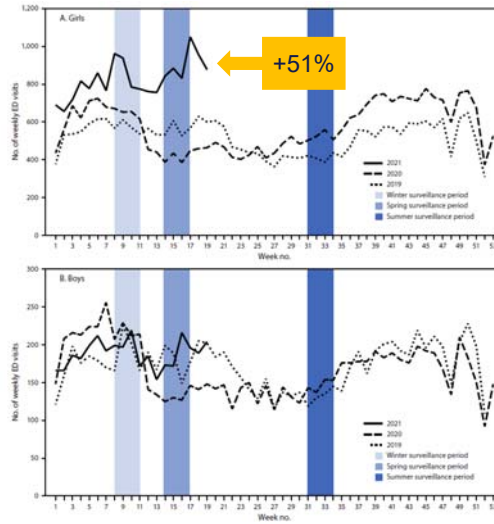 A. Girls
+51%
1,200
1,000
800
600
400
200
0
No. of weekly ED visits
2021
2020
2019
Winter surveillance period
Spring surveillance period
Summer surveillance period
1 3 5 7 9 11 13 15 17 19 21 23 25 27 29 31 33 35 37 39 41 43 45 47 49 51 53
Week no.
B. Boys
300
250
200
150
100
50
0
No. of weekly ED visits
2021
2020
2019
Winter surveillance period
Spring surveillance period
Summer surveillance period
1 3 5 7 9 11 13 15 17 19 21 23 25 27 29 31 33 35 37 39 41 43 45 47 49 51 53
Week no.